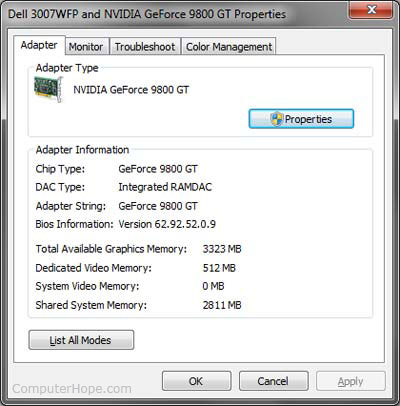 Dell 3007WFP and NVIDIA GeForce 9800 GT Properties
Adapter Monitor Troubleshoot Color Management
Adapter Type
NVIDIA GeForce 9800 GT
Properties
Adapter Information
Chip Type: GeForce 9800 GT
DAC Type: Integrated RAMDAC
Adapter String: GeForce 9800 GT
Bios Information: Version 62.92.52.0.9
Total Available Graphics Memory: 3323 MB
Dedicated Video Memory: 512 MB
System Video Memory: 0 MB
Shared System Memory: 2811 MB
List All Modes
OK Cancel Apply
ComputerHope.com